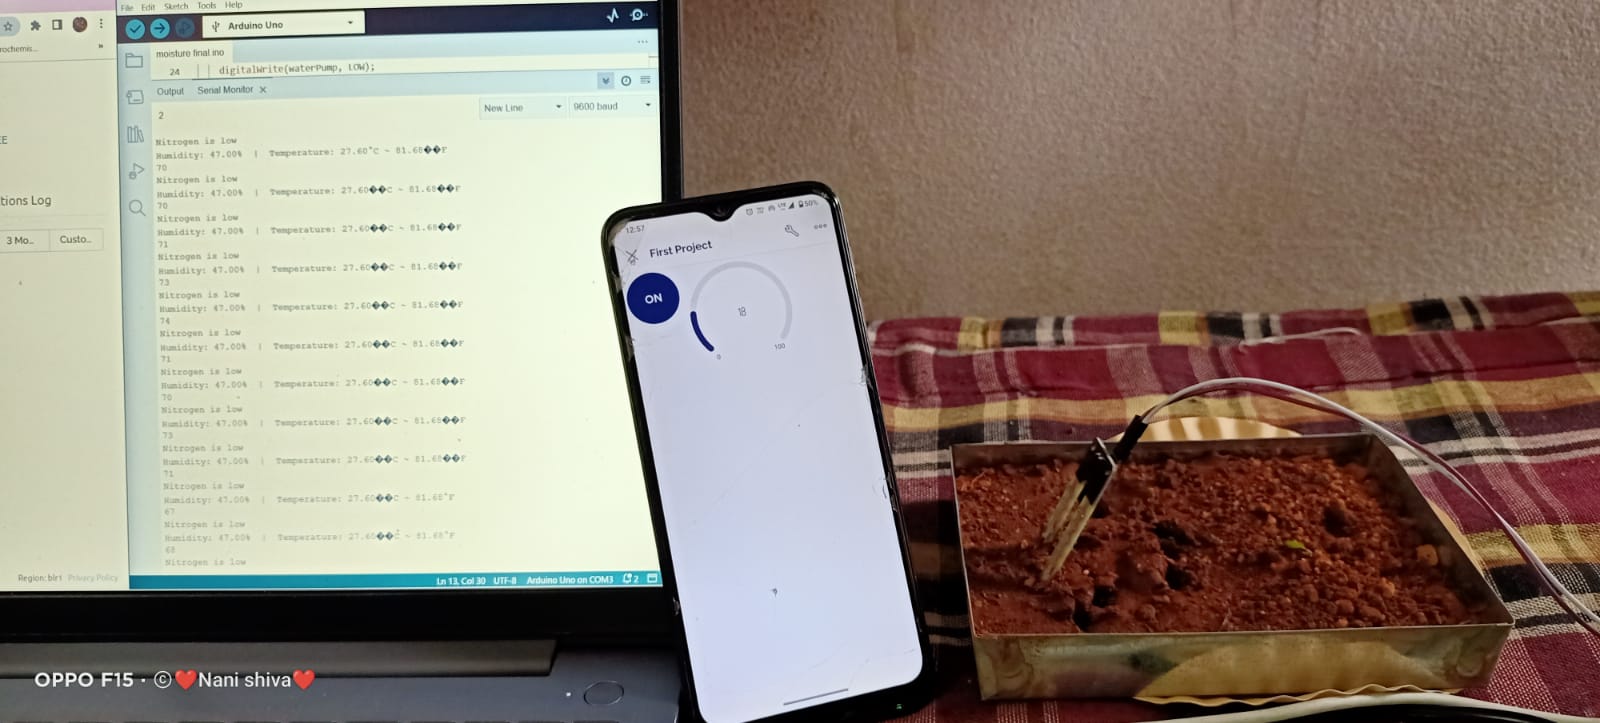 File Edit Sketch Tools Help
Arduino Uno
rochemis...
»
moisture final ino
24 digitalWrite(waterPump, LOW);
Output Serial Monitor ×
New Line 9600 baud
2
Nitrogen is low
Humidity: 47.00% | Temperature: 27.60°C ~ 81.68��F
70
Nitrogen is low
Humidity: 47.00% | Temperature: 27.60��C ~ 81.68��F
70
Nitrogen is low
Humidity: 47.00% | Temperature: 27.60��C ~ 81.68��F
71
Nitrogen is low
Humidity: 47.00% | Temperature: 27.60��C ~ 81.68��F
73
Nitrogen is low
Humidity: 47.00% | Temperature: 27.60��C ~ 81.68��F
74
Nitrogen is low
Humidity: 47.00% | Temperature: 27.60��C ~ 81.68��F
71
Nitrogen is low
Humidity: 47.00% | Temperature: 27.60��C ~ 81.68��F
70
Nitrogen is low
Humidity: 47.00% | Temperature: 27.60��C ~ 81.68��F
73
Nitrogen is low
Humidity: 47.00% | Temperature: 27.60��C ~ 81.68��F
71
Nitrogen is low
Humidity: 47.00% | Temperature: 27.60��C ~ 81.68°F
67
Nitrogen is low
Humidity: 47.00% | Temperature: 27.60��C ~ 81.68°F
68
Nitrogen is low
Ln 13, Col 30 UTF-8 Arduino Uno on COM3 2
tions Log
3 Mo... Custo...
Region: blr1 Privacy Policy
12:57 50%
First Project
ON
18
0 100
OPPO F15 · ©❤️Nani shiva❤️